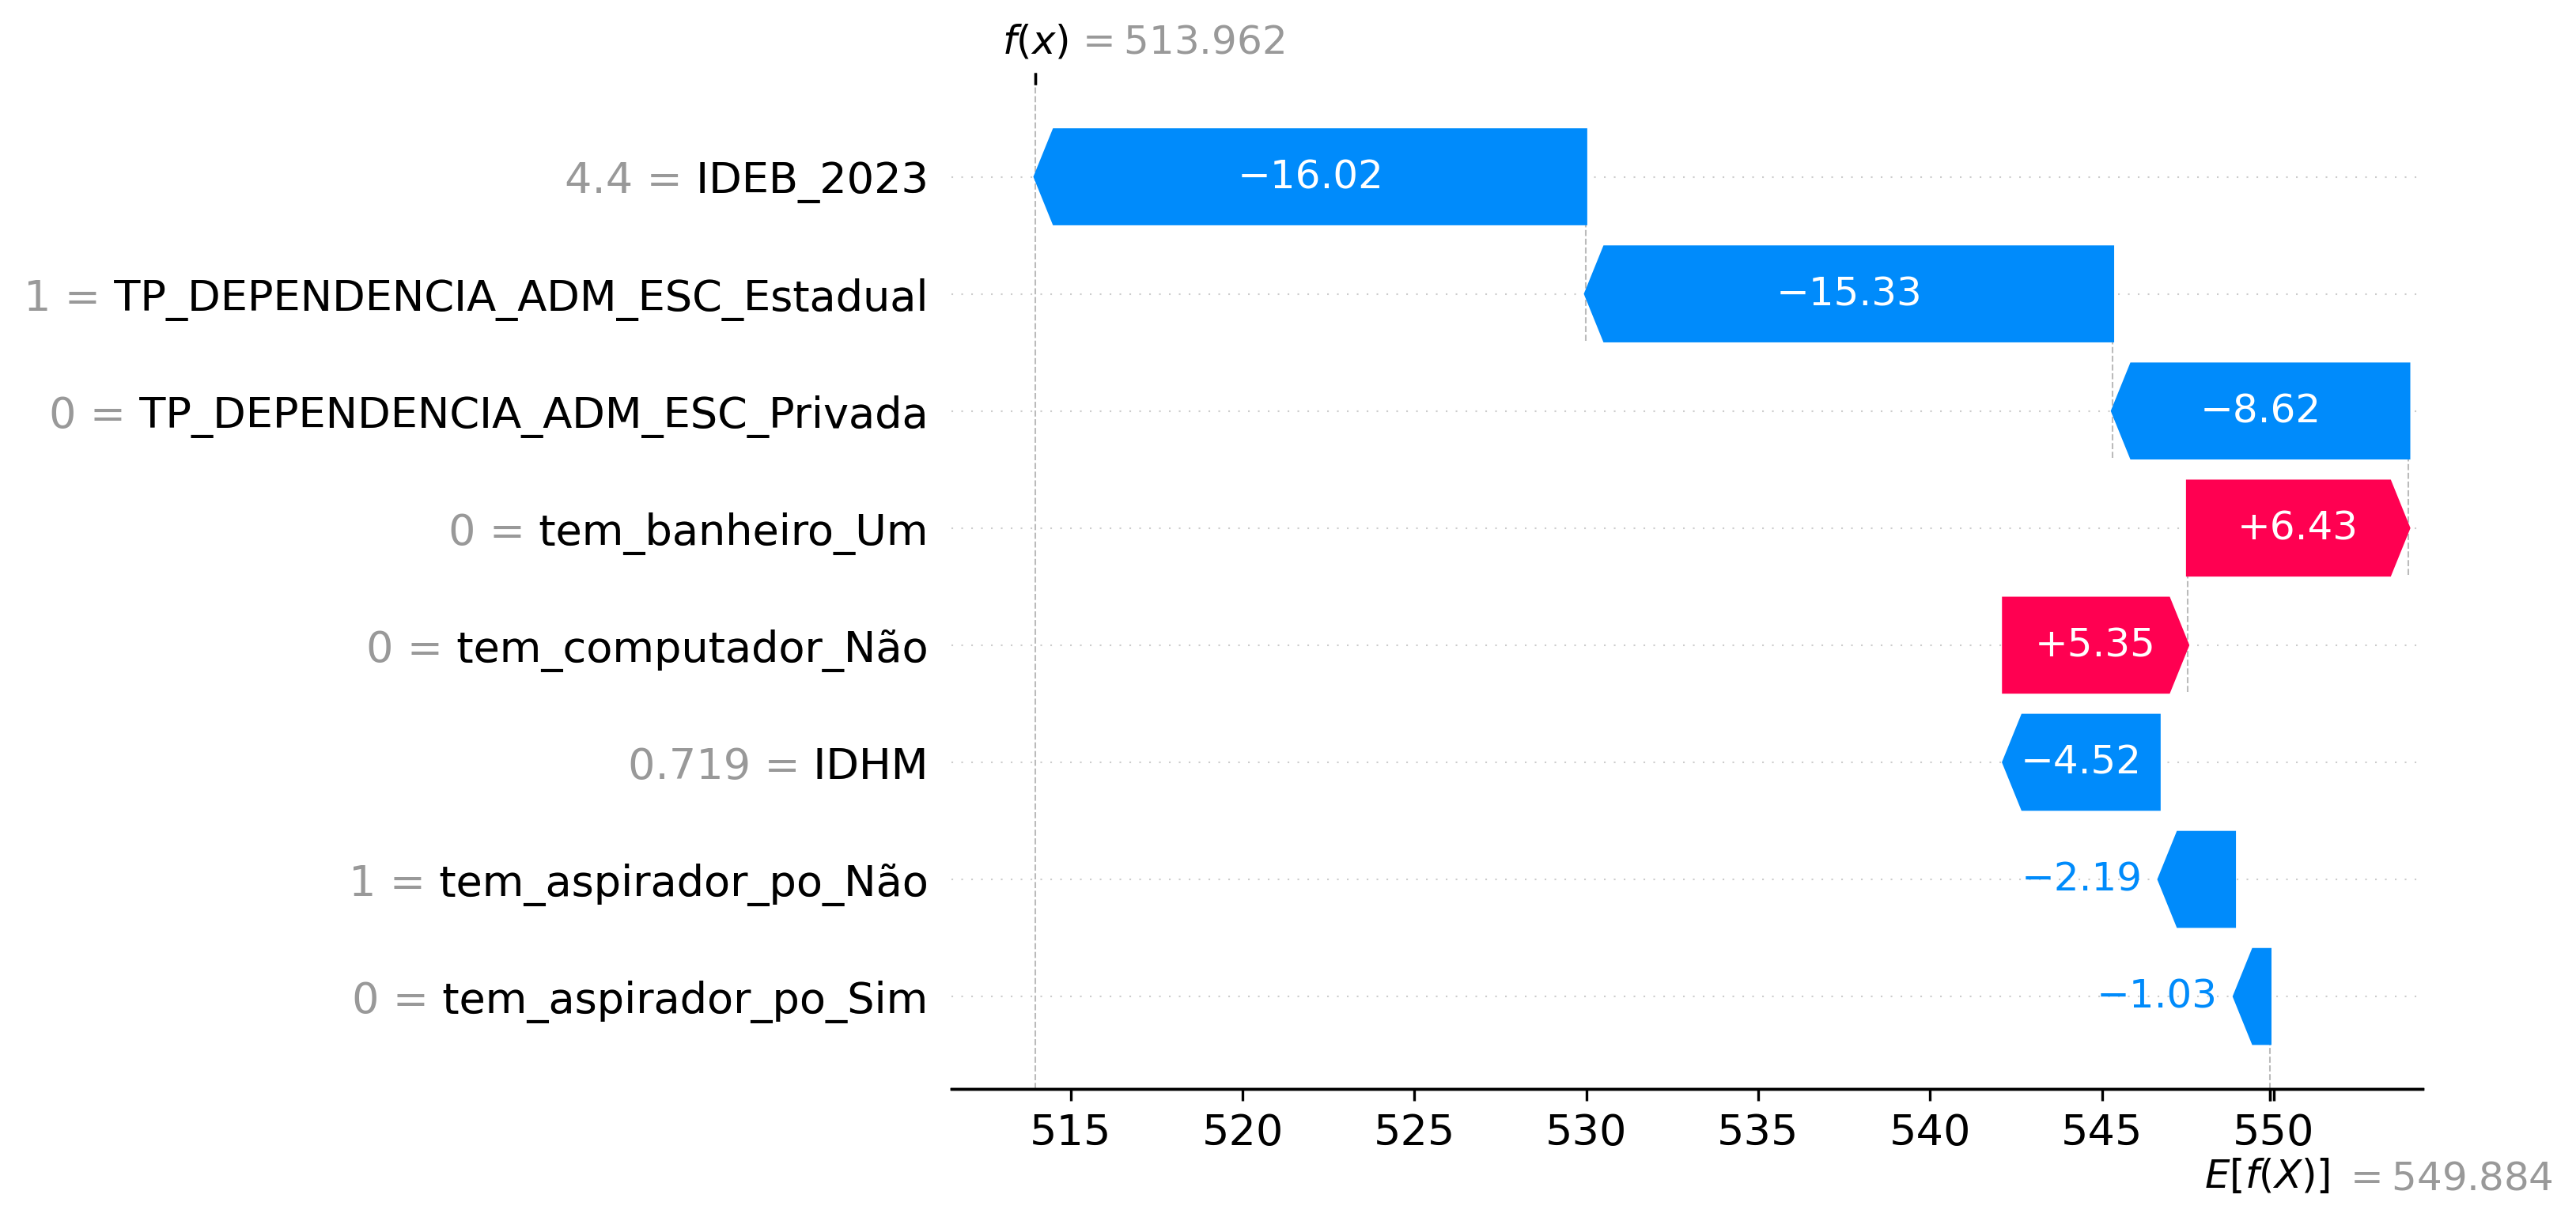 f(x) = 513.962
4.4 = IDEB_2023
−16.02
1 = TP_DEPENDENCIA_ADM_ESC_Estadual
−15.33
0 = TP_DEPENDENCIA_ADM_ESC_Privada
−8.62
0 = tem_banheiro_Um
+6.43
0 = tem_computador_Não
+5.35
0.719 = IDHM
−4.52
1 = tem_aspirador_po_Não
−2.19
0 = tem_aspirador_po_Sim
−1.03
515 520 525 530 535 540 545 550
E[f(X)] = 549.884